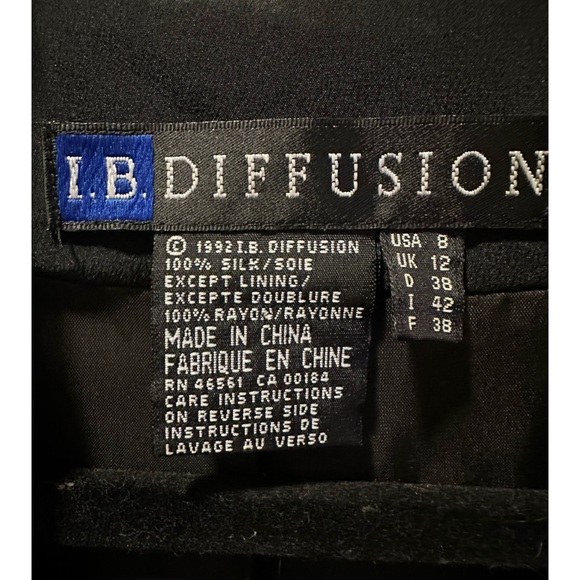 I.B. DIFFUSION
© 1992 I.B. DIFFUSION
100% SILK/SOIE
EXCEPT LINING/
EXCEPTE DOUBLURE
100% RAYON/RAYONNE
MADE IN CHINA
FABRIQUE EN CHINE
RN 46561 CA 00184
CARE INSTRUCTIONS
ON REVERSE SIDE
INSTRUCTIONS DE
LAVAGE AU VERSO
USA 8
UK 12
D 38
I 42
F 38